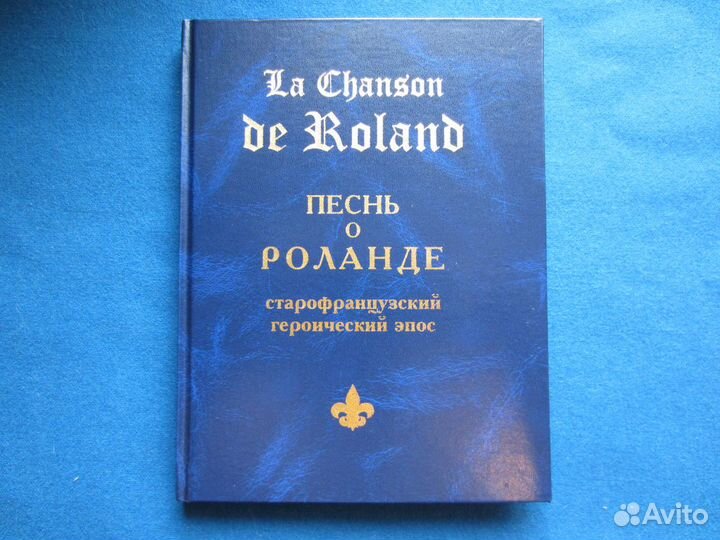 La Chanson
de Roland
ПЕСНЬ
О
РОЛАНДЕ
старофранцузский
героический эпос
Avito